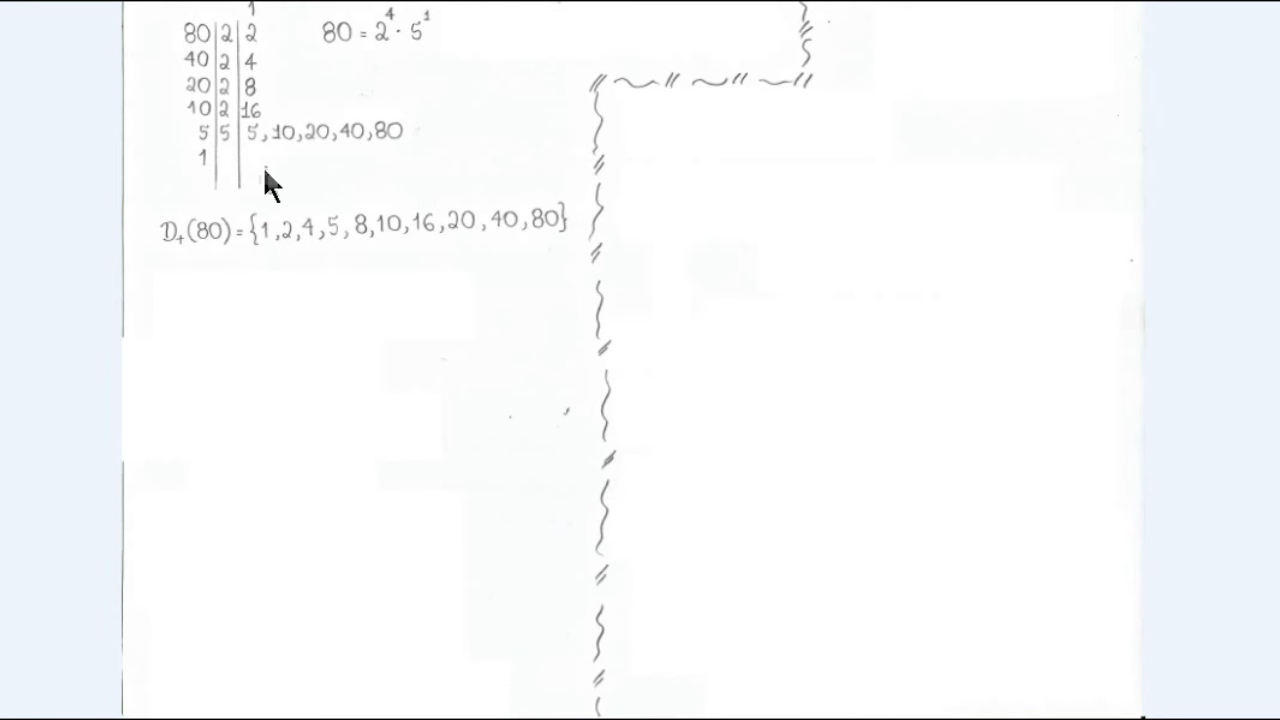 1
80 2 2 80 = 2⁴ · 5¹
40 2 4
20 2 8
10 2 16
5 5 5, 10, 20, 40, 80
1
D₊(80) = {1, 2, 4, 5, 8, 10, 16, 20, 40, 80}